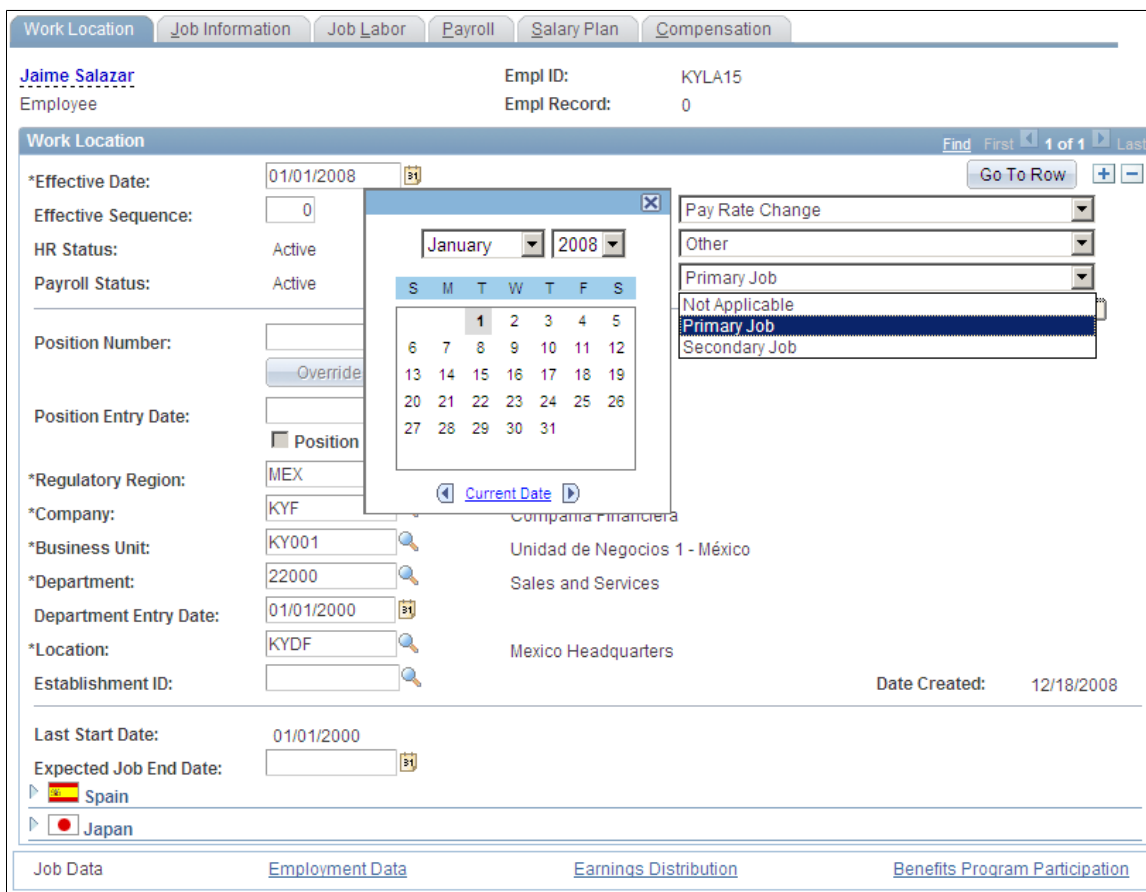 Work Location Job Information Job Labor Payroll Salary Plan Compensation
Jaime Salazar Empl ID: KYLA15
Employee Empl Record: 0
Work Location Find First 1 of 1 Last
*Effective Date: 01/01/2008 31 Go To Row
Effective Sequence: 0 Pay Rate Change
HR Status: Active January 2008 Other
Payroll Status: Active Primary Job
S M T W T F S
Not Applicable
1 2 3 4 5 Primary Job
Position Number: 6 7 8 9 10 11 12 Secondary Job
Override 13 14 15 16 17 18 19
Position Entry Date: 20 21 22 23 24 25 26
Position 27 28 29 30 31
*Regulatory Region: MEX Current Date
*Company: KYF Compañía Financiera
*Business Unit: KY001 Unidad de Negocios 1 - México
*Department: 22000 Sales and Services
Department Entry Date: 01/01/2000 31
*Location: KYDF Mexico Headquarters
Establishment ID: Date Created: 12/18/2008
Last Start Date: 01/01/2000
Expected Job End Date: 31
Spain
Japan
Job Data Employment Data Earnings Distribution Benefits Program Participation